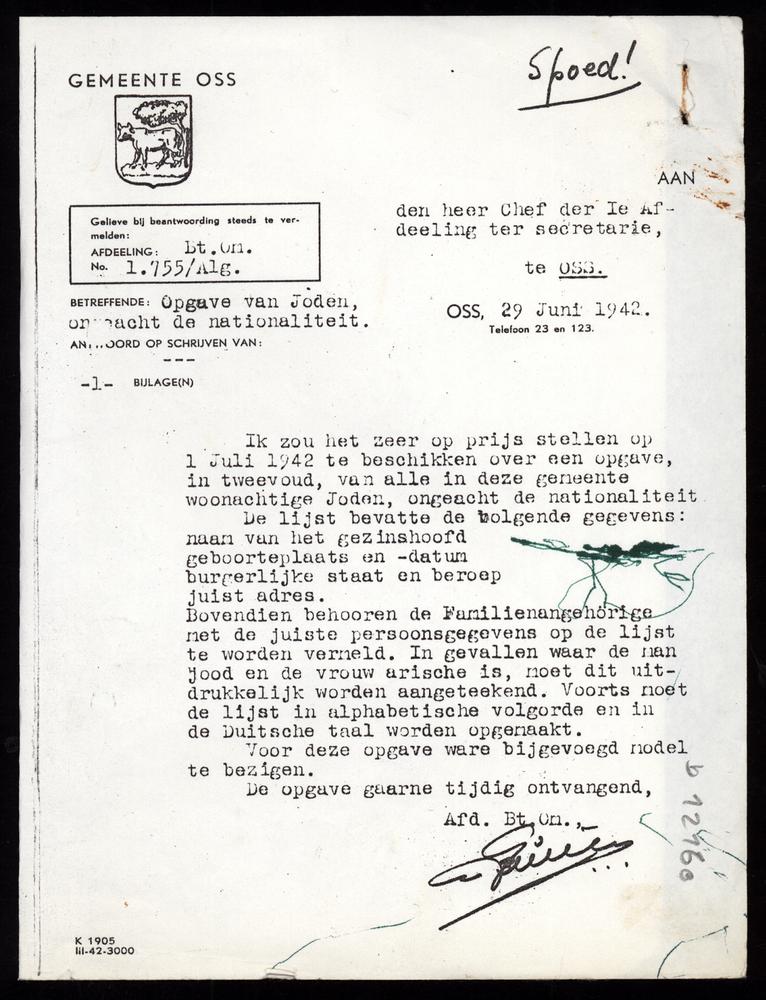 Spoed!
GEMEENTE OSS
AAN
den heer Chef der Ie Af-
deeling ter secretarie,
te OSS.
Gelieve bij beantwoording steeds te ver-
melden:
AFDEELING: Bt.Om.
No. 1.755/Alg.
BETREFFENDE: Opgave van Joden,
ongeacht de nationaliteit.
ANTWOORD OP SCHRIJVEN VAN:
---
-1- BIJLAGE(N)
OSS, 29 Juni 1942.
Telefoon 23 en 123.
Ik zou het zeer op prijs stellen op
1 Juli 1942 te beschikken over een opgave,
in tweevoud, van alle in deze gemeente
woonachtige Joden, ongeacht de nationaliteit
De lijst bevatte de volgende gegevens:
naam van het gezinshoofd
geboorteplaats en -datum
burgerlijke staat en beroep
juist adres.
Bovendien behooren de Familienangehörige
met de juiste persoonsgegevens op de lijst
te worden vermeld. In gevallen waar de man
jood en de vrouw arische is, moet dit uit-
drukkelijk worden aangeteekend. Voorts moet
de lijst in alphabetische volgorde en in
de Duitsche taal worden opgemaakt.
Voor deze opgave ware bijgevoegd model
te bezigen.
De opgave gaarne tijdig ontvangend,
Afd. Bt.Om.,
K 1905
III-42-3000